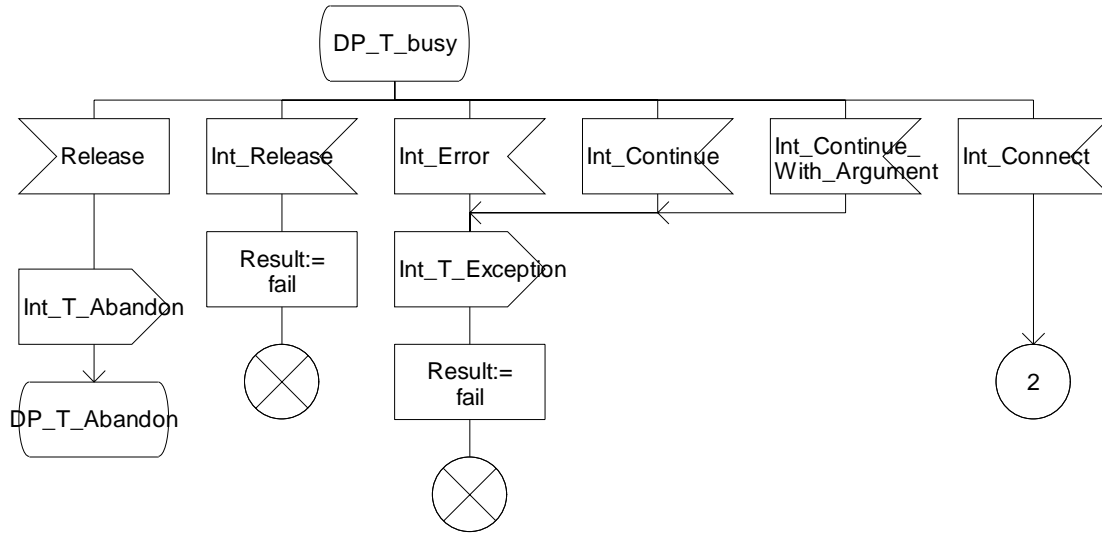 DP_T_busy
Release
Int_Release
Int_Error
Int_Continue
Int_Continue_
With_Argument
Int_Connect
Result:=
fail
Int_T_Exception
Int_T_Abandon
Result:=
fail
2
DP_T_Abandon